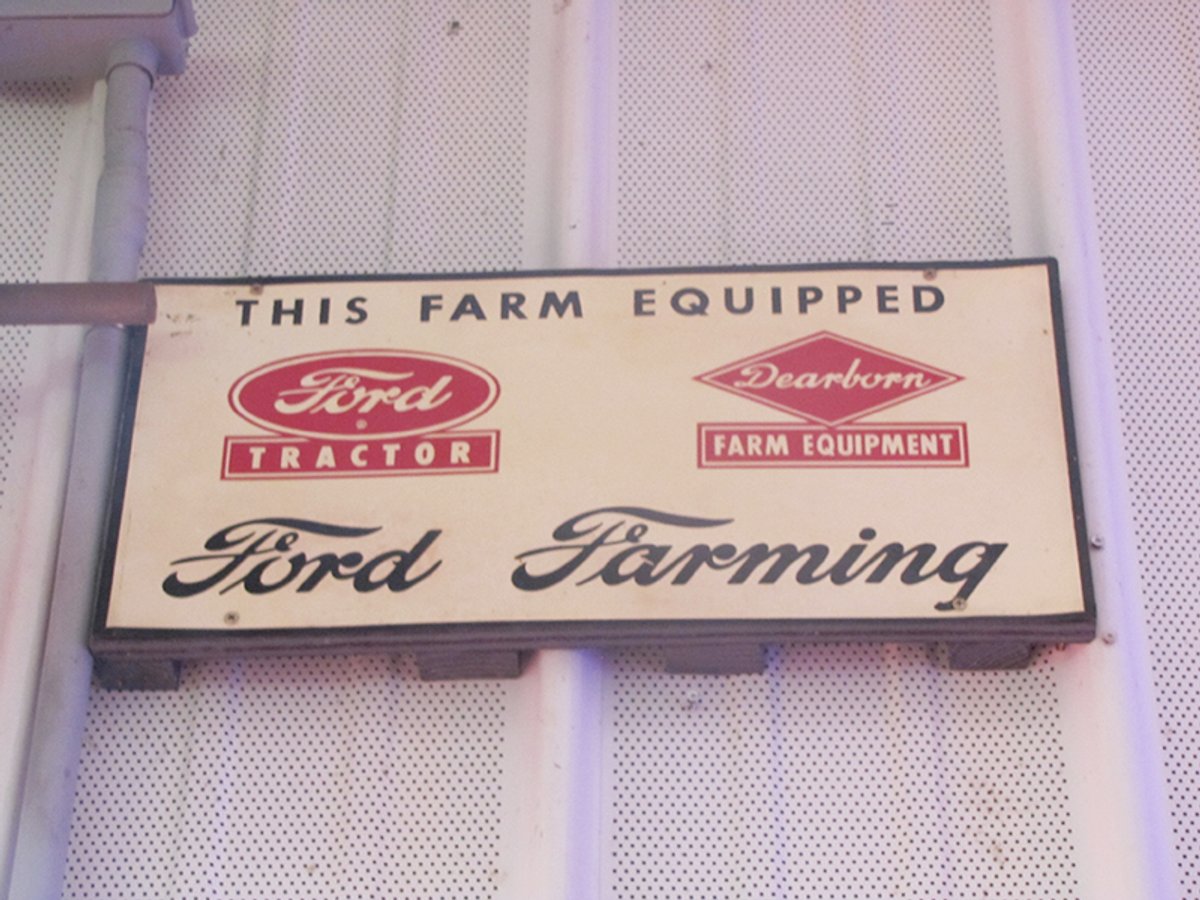 THIS FARM EQUIPPED
Ford ®
TRACTOR
Dearborn
FARM EQUIPMENT
Ford Farming